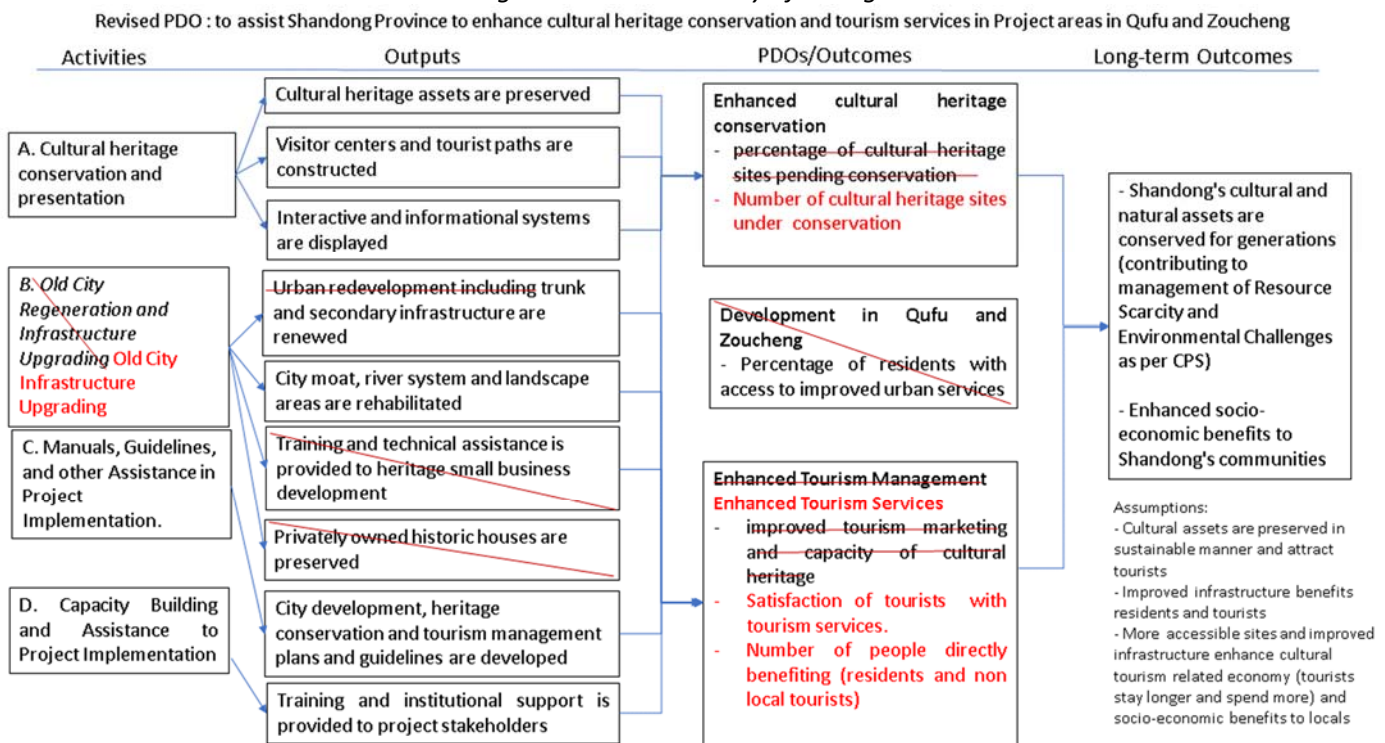 Revised PDO : to assist Shandong Province to enhance cultural heritage conservation and tourism services in Project areas in Qufu and Zoucheng
Activities
Outputs
PDOs/Outcomes
Long-term Outcomes
A. Cultural heritage
conservation and
presentation
B. Old City
Regeneration and
Infrastructure
Upgrading Old City
Infrastructure
Upgrading
C. Manuals, Guidelines,
and other Assistance in
Project
Implementation.
D. Capacity Building
and Assistance to
Project Implementation
Cultural heritage assets are preserved
Visitor centers and tourist paths are
constructed
Interactive and informational systems
are displayed
Urban redevelopment including trunk
and secondary infrastructure are
renewed
City moat, river system and landscape
areas are rehabilitated
Training and technical assistance is
provided to heritage small business
development
Privately owned historic houses are
preserved
City development, heritage
conservation and tourism management
plans and guidelines are developed
Training and institutional support is
provided to project stakeholders
Enhanced cultural heritage
conservation
- percentage of cultural heritage
sites pending conservation
- Number of cultural heritage sites
under conservation
Development in Qufu and
Zoucheng
- Percentage of residents with
access to improved urban services
Enhanced Tourism Management
Enhanced Tourism Services
- improved tourism marketing
and capacity of cultural
heritage
- Satisfaction of tourists with
tourism services.
- Number of people directly
benefiting (residents and non
local tourists)
- Shandong's cultural and
natural assets are
conserved for generations
(contributing to
management of Resource
Scarcity and
Environmental Challenges
as per CPS)
- Enhanced socio-
economic benefits to
Shandong's communities
Assumptions:
- Cultural assets are preserved in
sustainable manner and attract
tourists
- Improved infrastructure benefits
residents and tourists
- More accessible sites and improved
infrastructure enhance cultural
tourism related economy (tourists
stay longer and spend more) and
socio-economic benefits to locals